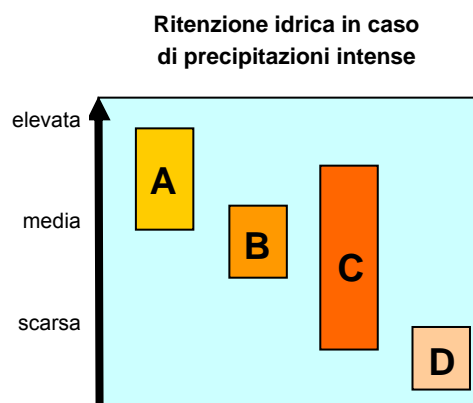 Ritenzione idrica in caso
di precipitazioni intense
elevata
A
media
B
C
scarsa
D